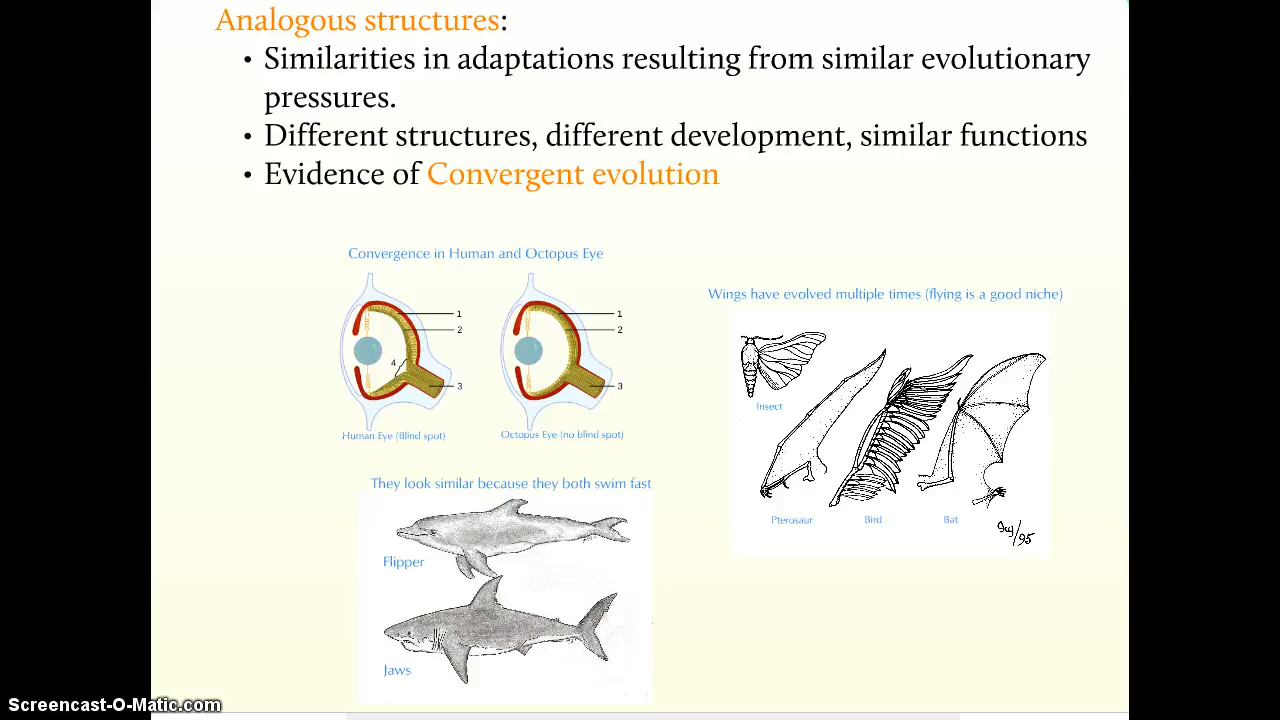 Analogous structures:
• Similarities in adaptations resulting from similar evolutionary
pressures.
• Different structures, different development, similar functions
• Evidence of Convergent evolution
Convergence in Human and Octopus Eye
1
2
4
3
Human Eye (Blind spot)
1
2
3
Octopus Eye (no blind spot)
Wings have evolved multiple times (flying is a good niche)
Insect
Pterosaur
Bird
Bat
/95
They look similar because they both swim fast
Flipper
Jaws
Screencast-O-Matic.com